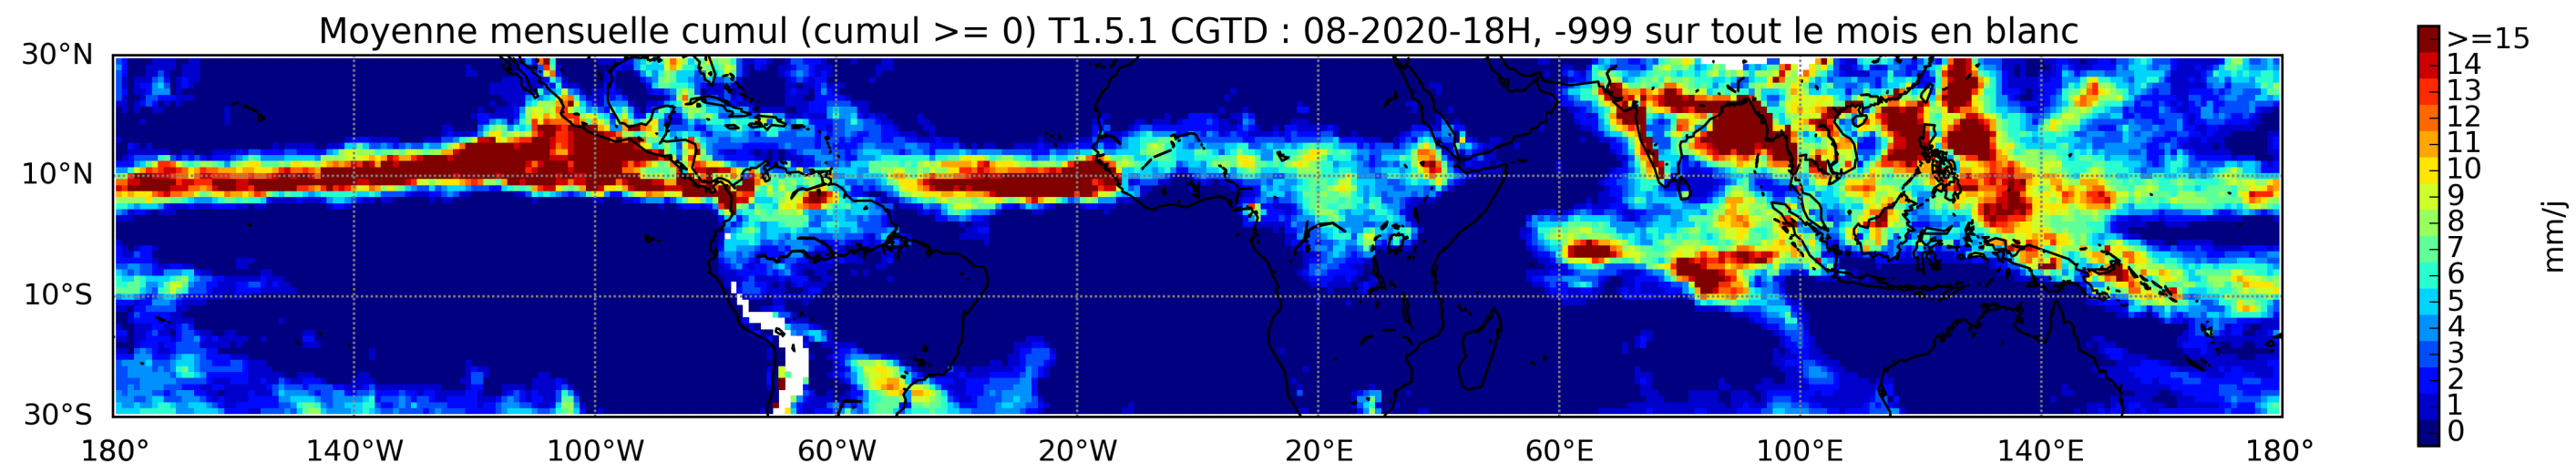 Moyenne mensuelle cumul (cumul >= 0) T1.5.1 CGTD : 08-2020-18H, -999 sur tout le mois en blanc
30°N
10°N
10°S
30°S
180°
140°W
100°W
60°W
20°W
20°E
60°E
100°E
140°E
180°
>=15
14
13
12
11
10
9
8
7
6
5
4
3
2
1
0
mm/j